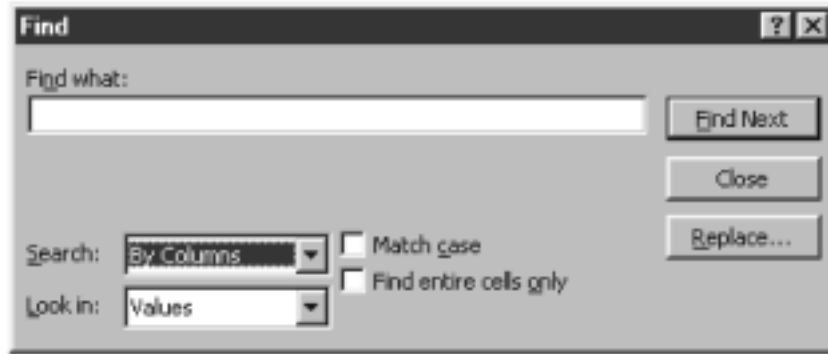 Find
Find what:
Find Next
Close
Replace...
Search: By Columns
Match case
Look in: Values
Find entire cells only